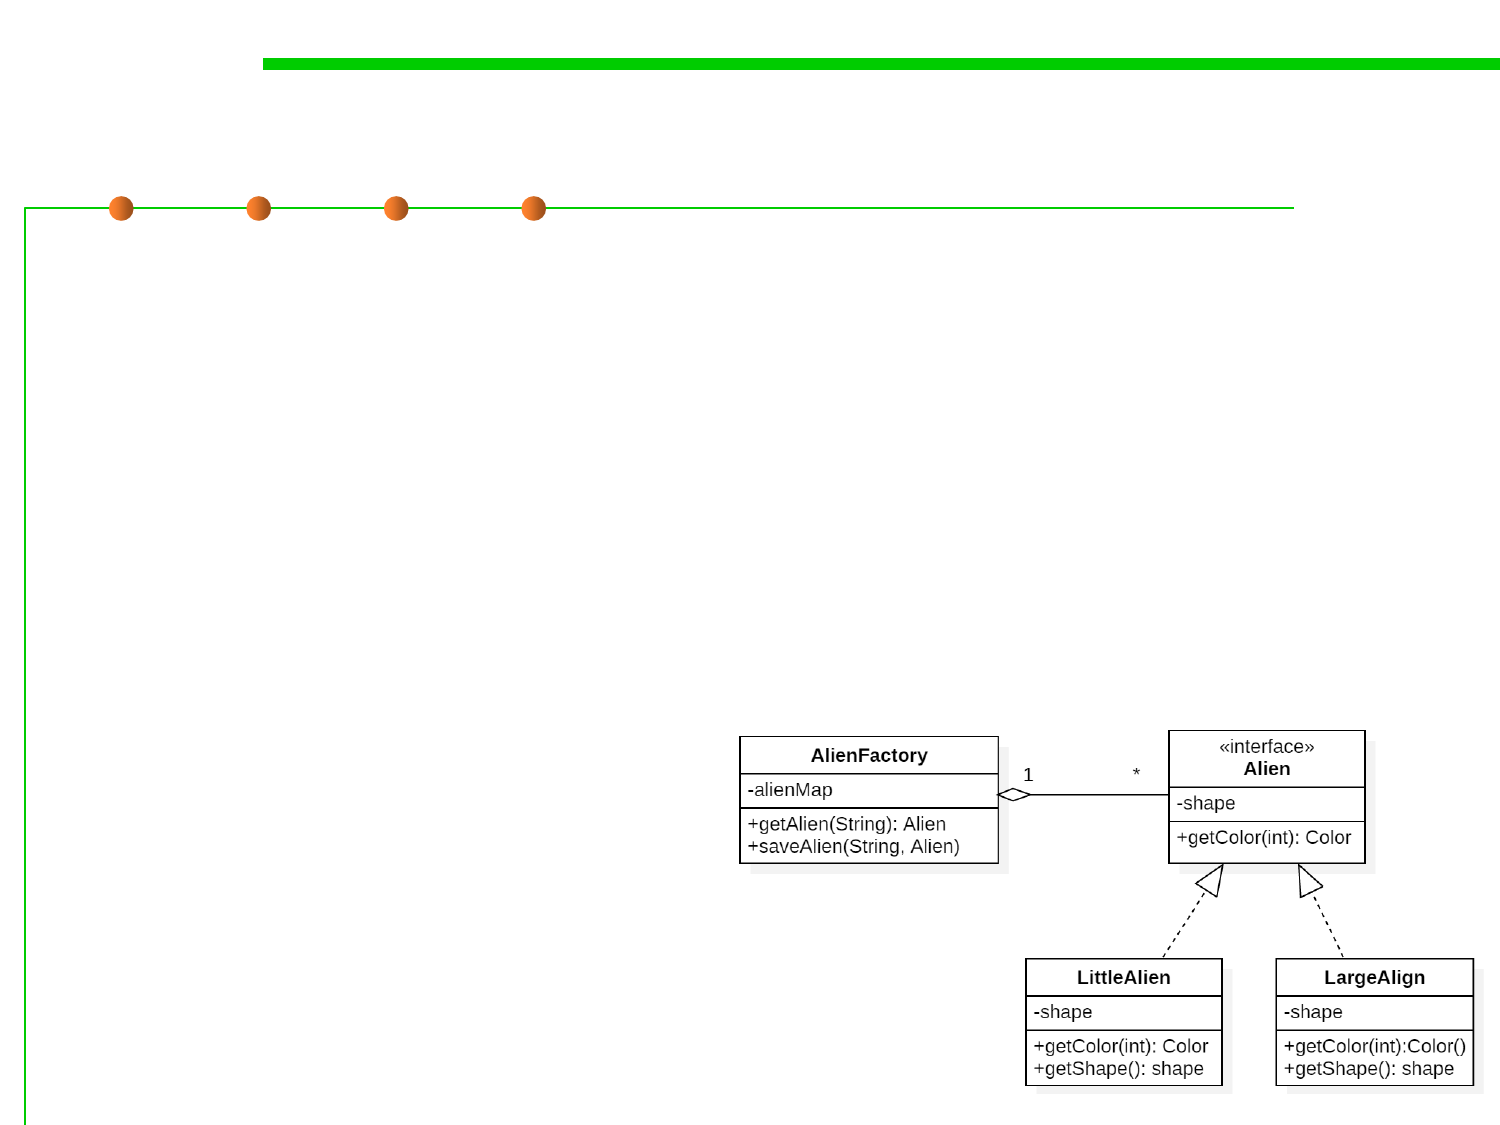 AlienFactory
-alienMap
+getAlien(String): Alien
+saveAlien(String, Alien)
1
*
«interface»
Alien
-shape
+getColor(int): Color
LittleAlien
-shape
+getColor(int): Color
+getShape(): shape
LargeAlign
-shape
+getColor(int):Color()
+getShape(): shape